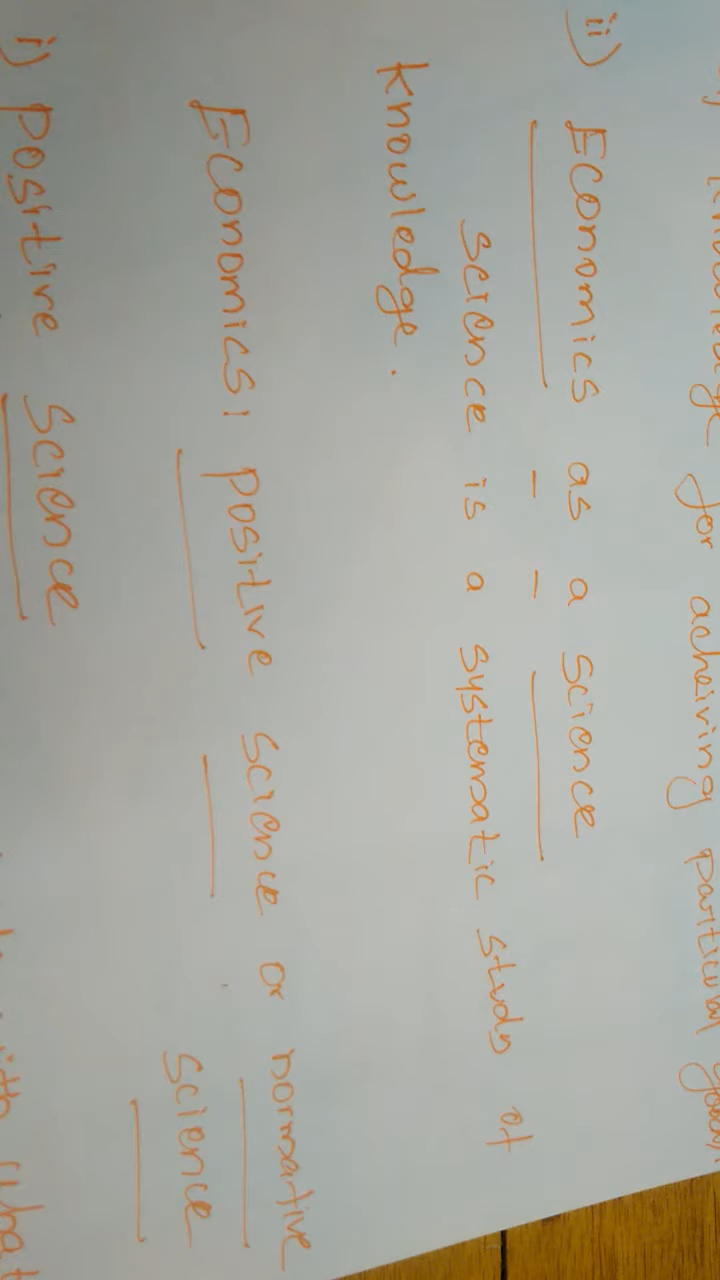 for acheiving particular
ii) Economics as a science
science is a systematic study of
knowledge.
Economics: positive science or normative
science
i) Positive Science